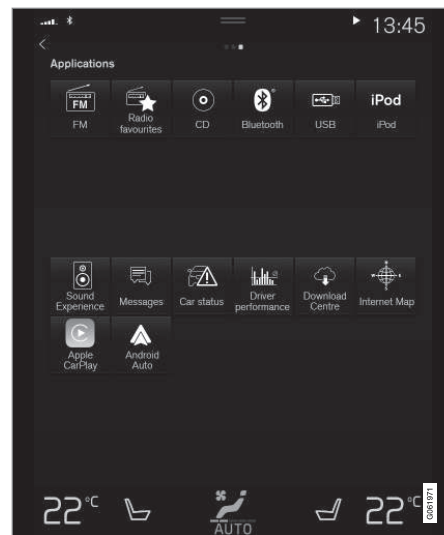 13:45
Applications
FM
FM
Radio
favourites
CD
Bluetooth
USB
iPod
iPod
Sound
Experience
Messages
Car status
Driver
performance
Download
Centre
Internet Map
Apple
CarPlay
Android
Auto
22°C
AUTO
22°C
G061971